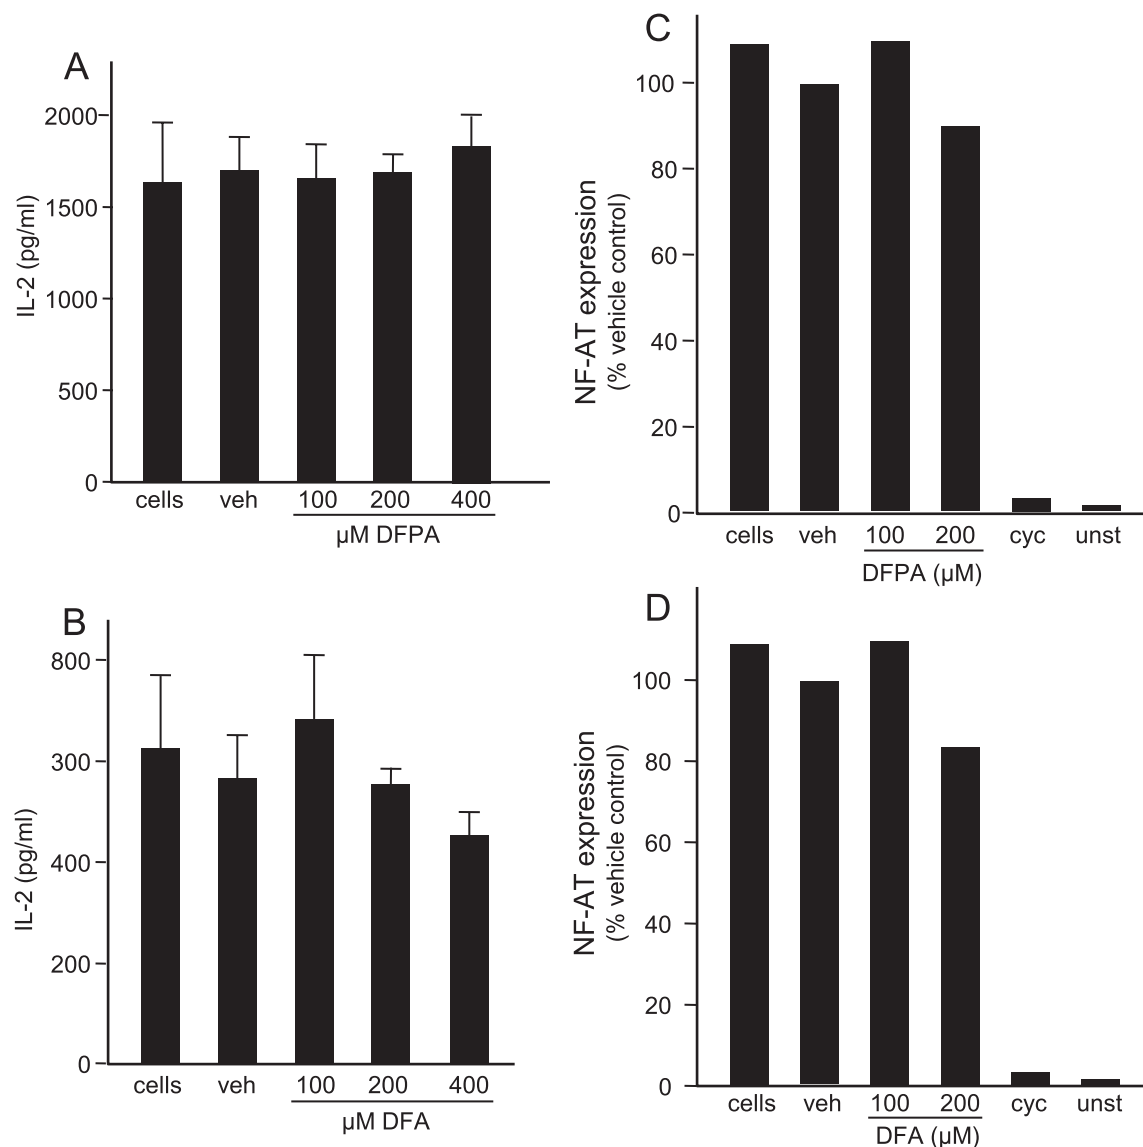 A
IL-2 (pg/ml)
2000
1500
1000
500
0
cells veh 100 200 400
µM DFPA
B
IL-2 (pg/ml)
800
300
400
200
0
cells veh 100 200 400
µM DFA
C
NF-AT expression
(% vehicle control)
100
80
60
40
20
0
cells veh 100 200 cyc unst
DFPA (µM)
D
NF-AT expression
(% vehicle control)
100
80
60
40
20
0
cells veh 100 200 cyc unst
DFA (µM)